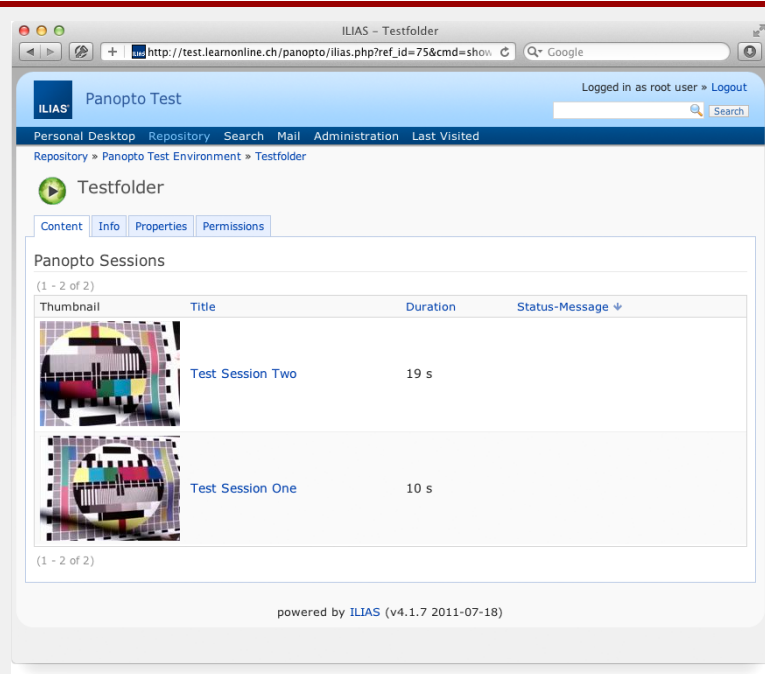 ILIAS – Testfolder
http://test.learnonline.ch/panopto/ilias.php?ref_id=75&cmd=show
Google
Logged in as root user » Logout
ILIAS
Panopto Test
Search
Personal Desktop Repository Search Mail Administration Last Visited
Repository » Panopto Test Environment » Testfolder
Testfolder
Content Info Properties Permissions
Panopto Sessions
(1 - 2 of 2)
Thumbnail Title Duration Status-Message
Test Session Two 19 s
Test Session One 10 s
(1 - 2 of 2)
powered by ILIAS (v4.1.7 2011-07-18)